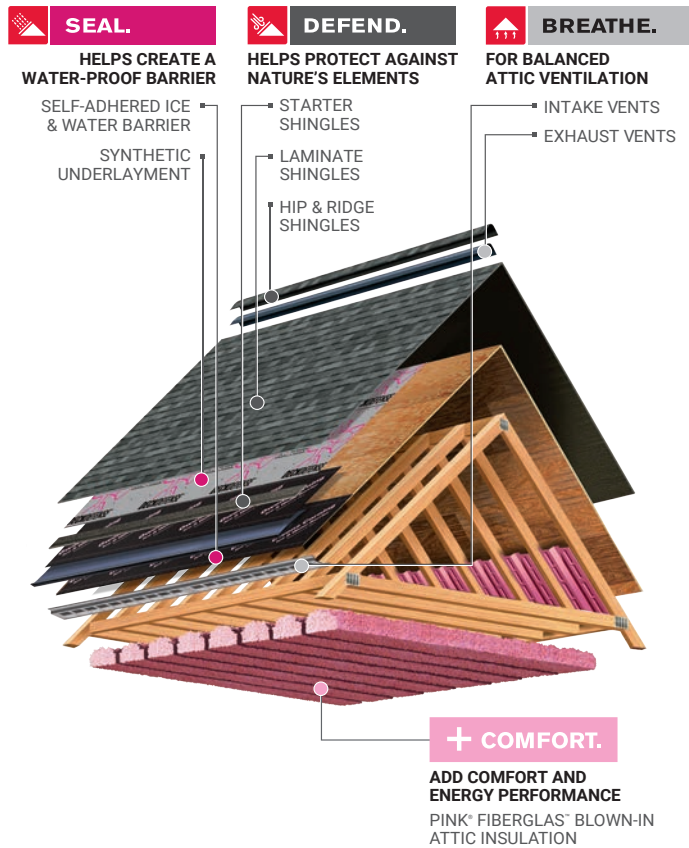 SEAL.
HELPS CREATE A
WATER-PROOF BARRIER
SELF-ADHERED ICE
& WATER BARRIER
SYNTHETIC
UNDERLAYMENT
DEFEND.
HELPS PROTECT AGAINST
NATURE'S ELEMENTS
STARTER
SHINGLES
LAMINATE
SHINGLES
HIP & RIDGE
SHINGLES
BREATHE.
FOR BALANCED
ATTIC VENTILATION
INTAKE VENTS
EXHAUST VENTS
+ COMFORT.
ADD COMFORT AND
ENERGY PERFORMANCE
PINK® FIBERGLAS™ BLOWN-IN
ATTIC INSULATION